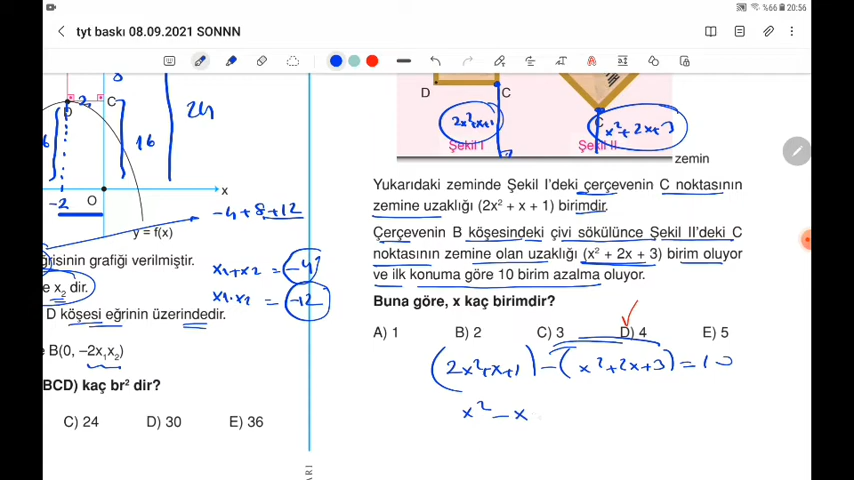 %66 20:56
tyt baskı 08.09.2021 SONNN
8
2
C
D
24
16
-2
O
x
y = f(x)
-4+8+12
ğrisinin grafiği verilmiştir.
x₁+x₂ = -4
e x₂ dir.
x₁.x₂ = -12
D köşesi eğrinin üzerindedir.
B(0, –2x₁x₂)
BCD) kaç br² dir?
C) 24 D) 30 E) 36
ARI
D C
2x²+x+1
C
x²+2x+3
Şekil I Şekil II
zemin
Yukarıdaki zeminde Şekil I'deki çerçevenin C noktasının
zemine uzaklığı (2x² + x + 1) birimdir.
Çerçevenin B köşesindeki çivi sökülünce Şekil II'deki C
noktasının zemine olan uzaklığı (x² + 2x + 3) birim oluyor
ve ilk konuma göre 10 birim azalma oluyor.
Buna göre, x kaç birimdir?
A) 1 B) 2 C) 3 D) 4 E) 5
(2x²+x+1) - (x²+2x+3) = 10
x² - x